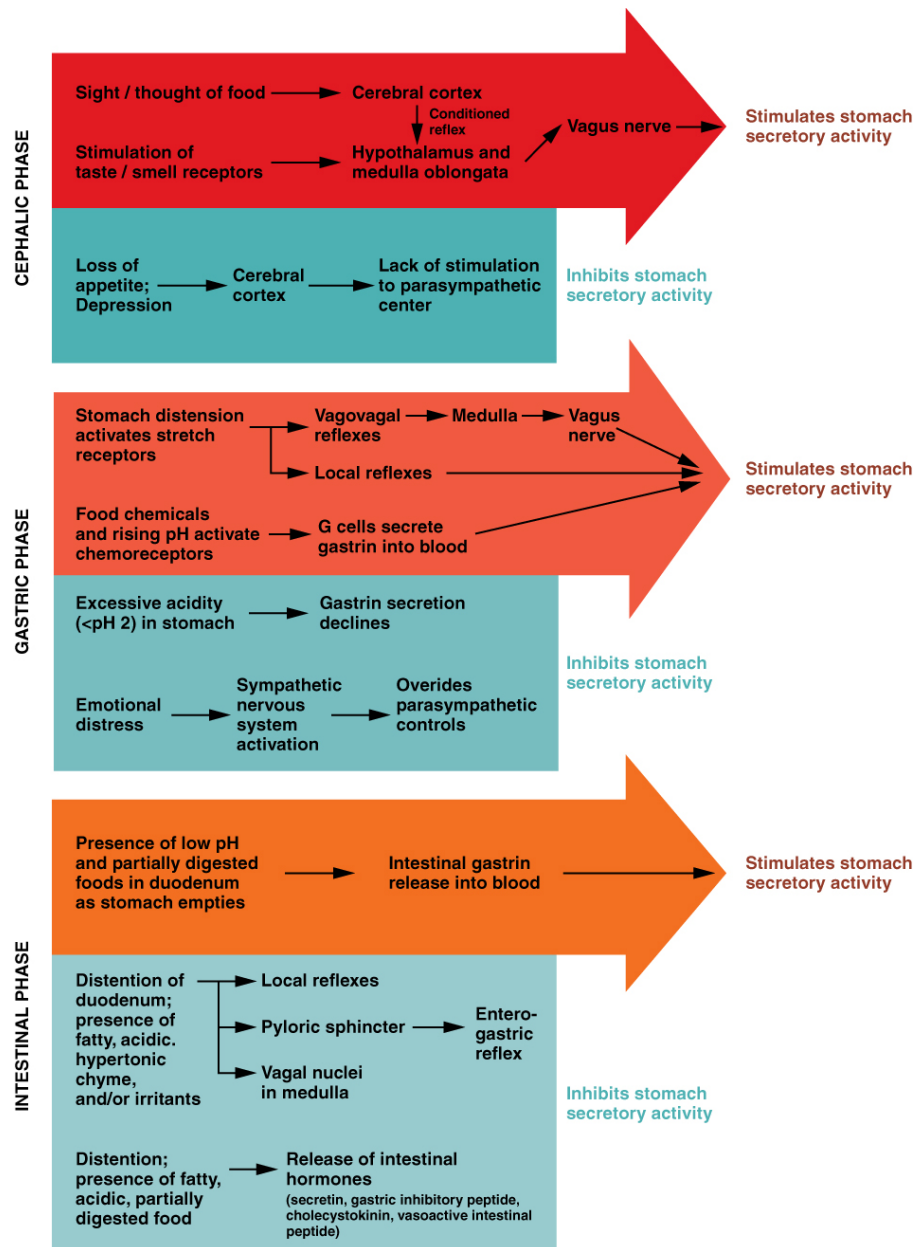 CEPHALIC PHASE
Sight / thought of food
Cerebral cortex
Conditioned
reflex
Stimulation of
taste / smell receptors
Hypothalamus and
medulla oblongata
Vagus nerve
Stimulates stomach
secretory activity
Loss of
appetite;
Depression
Cerebral
cortex
Lack of stimulation
to parasympathetic
center
Inhibits stomach
secretory activity
GASTRIC PHASE
Stomach distension
activates stretch
receptors
Vagovagal
reflexes
Medulla
Vagus
nerve
Local reflexes
Food chemicals
and rising pH activate
chemoreceptors
G cells secrete
gastrin into blood
Stimulates stomach
secretory activity
Excessive acidity
(<pH 2) in stomach
Gastrin secretion
declines
Emotional
distress
Sympathetic
nervous
system
activation
Overides
parasympathetic
controls
Inhibits stomach
secretory activity
INTESTINAL PHASE
Presence of low pH
and partially digested
foods in duodenum
as stomach empties
Intestinal gastrin
release into blood
Stimulates stomach
secretory activity
Distention of
duodenum;
presence of
fatty, acidic.
hypertonic
chyme,
and/or irritants
Local reflexes
Pyloric sphincter
Vagal nuclei
in medulla
Entero-
gastric
reflex
Inhibits stomach
secretory activity
Distention;
presence of fatty,
acidic, partially
digested food
Release of intestinal
hormones
(secretin, gastric inhibitory peptide,
cholecystokinin, vasoactive intestinal
peptide)